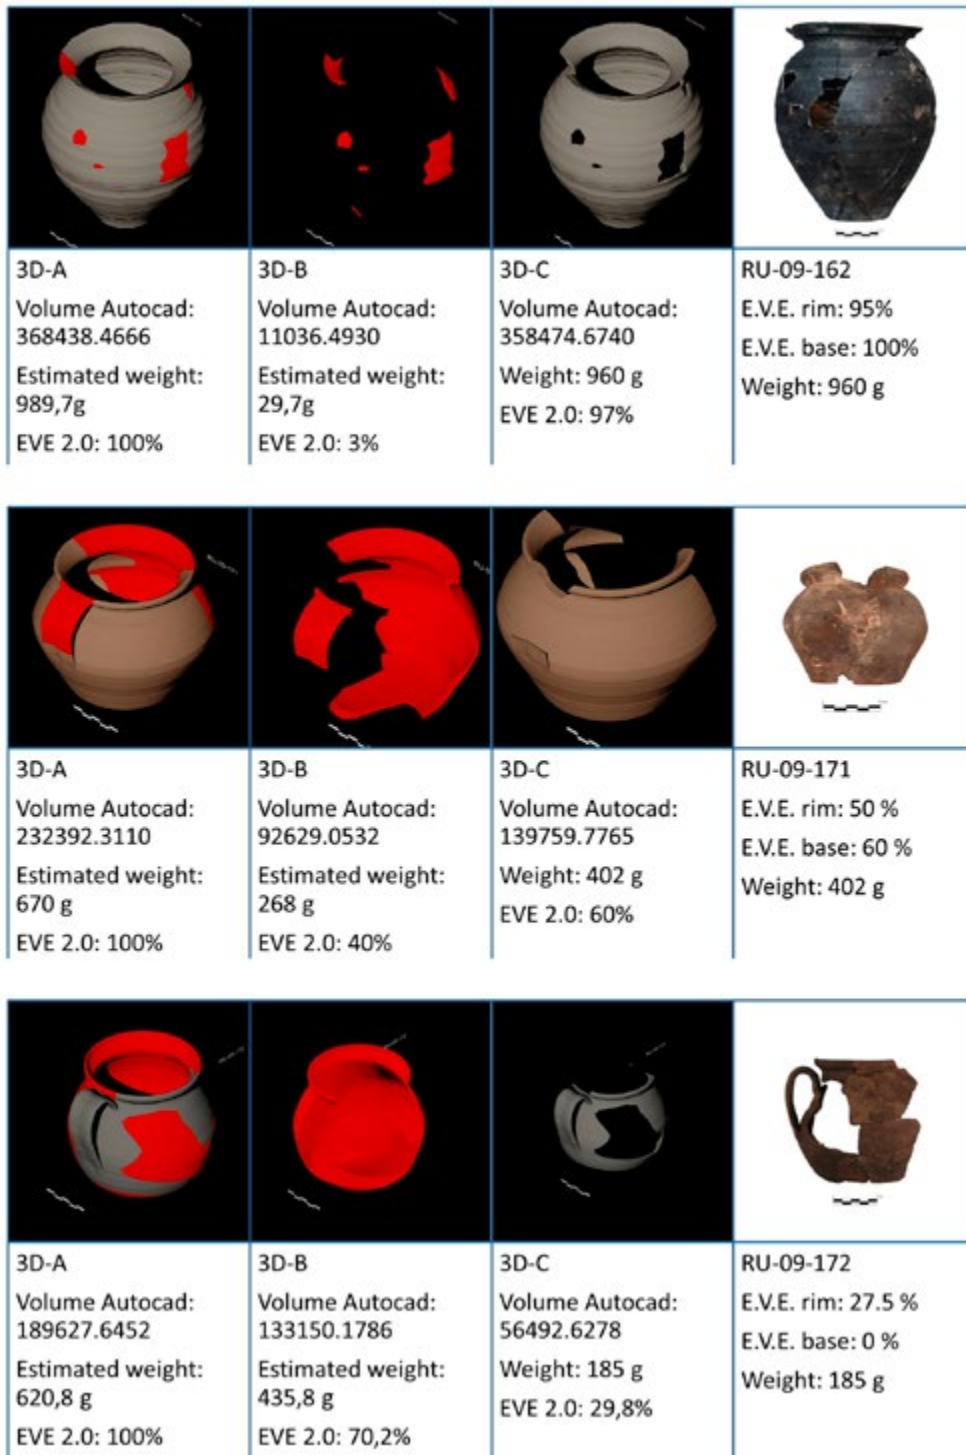 3D-A
Volume Autocad:
368438.4666
Estimated weight:
989,7g
EVE 2.0: 100%
3D-B
Volume Autocad:
11036.4930
Estimated weight:
29,7g
EVE 2.0: 3%
3D-C
Volume Autocad:
358474.6740
Weight: 960 g
EVE 2.0: 97%
RU-09-162
E.V.E. rim: 95%
E.V.E. base: 100%
Weight: 960 g
3D-A
Volume Autocad:
232392.3110
Estimated weight:
670 g
EVE 2.0: 100%
3D-B
Volume Autocad:
92629.0532
Estimated weight:
268 g
EVE 2.0: 40%
3D-C
Volume Autocad:
139759.7765
Weight: 402 g
EVE 2.0: 60%
RU-09-171
E.V.E. rim: 50 %
E.V.E. base: 60 %
Weight: 402 g
3D-A
Volume Autocad:
189627.6452
Estimated weight:
620,8 g
EVE 2.0: 100%
3D-B
Volume Autocad:
133150.1786
Estimated weight:
435,8 g
EVE 2.0: 70,2%
3D-C
Volume Autocad:
56492.6278
Weight: 185 g
EVE 2.0: 29,8%
RU-09-172
E.V.E. rim: 27.5 %
E.V.E. base: 0 %
Weight: 185 g